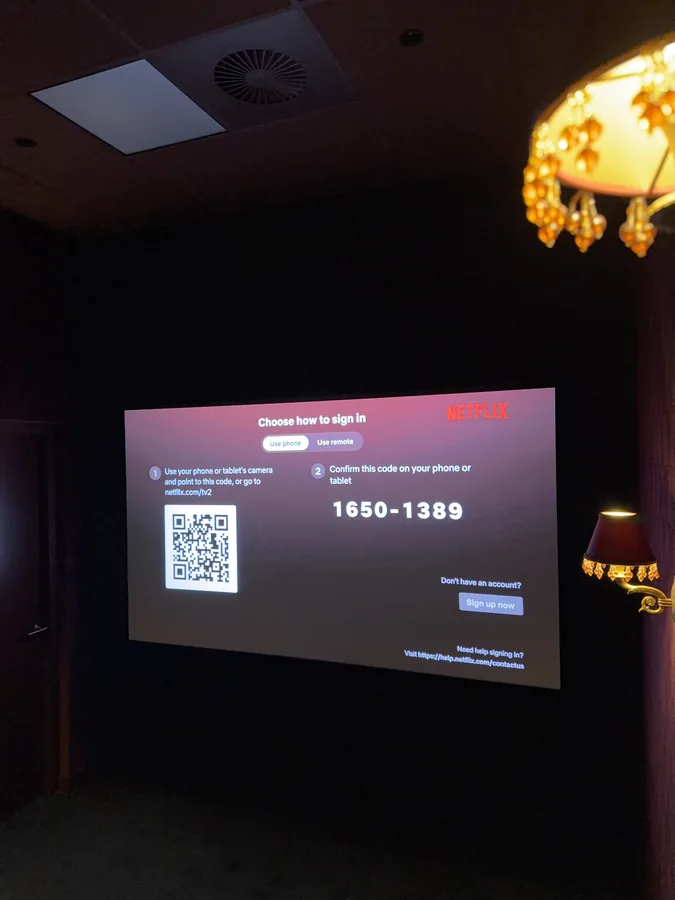 NETFLIX
Choose how to sign in
Use phone
Use remote
1
Use your phone or tablet's camera
and point to this code, or go to
netflix.com/tv2
2
Confirm this code on your phone or
tablet
1650-1389
Don't have an account?
Sign up now
Need help signing in?
Visit https://help.netflix.com/contactus